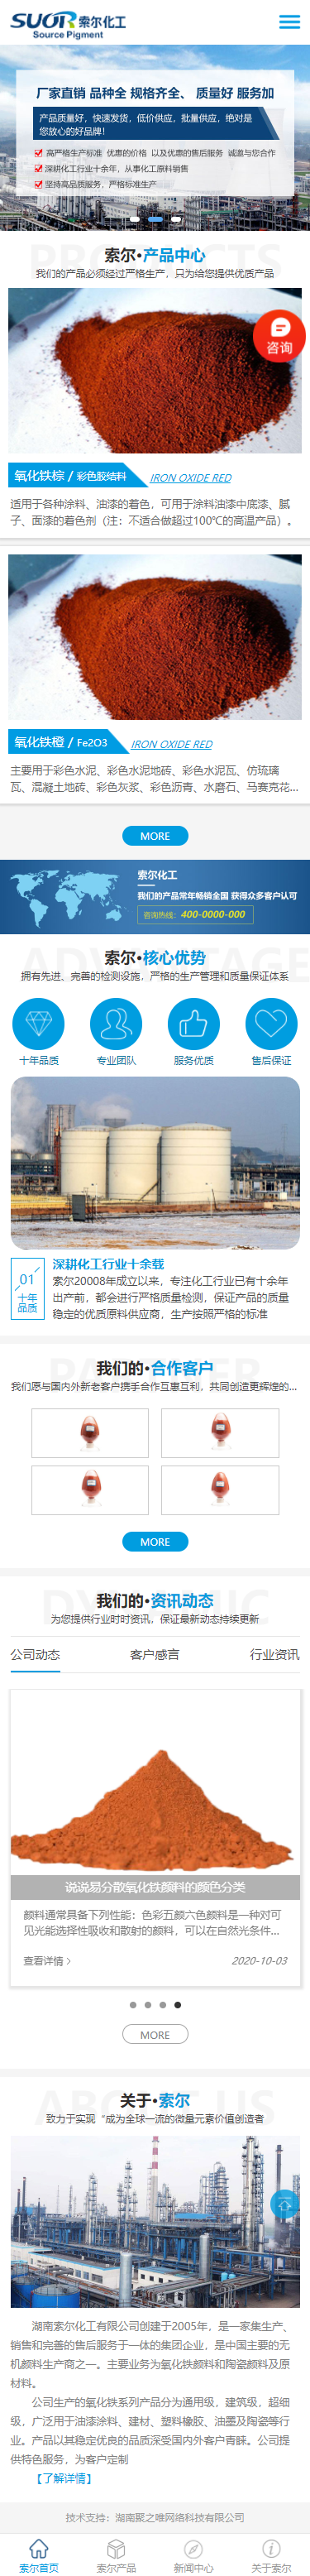 SUOR 索尔化工
Source Pigment
厂家直销 品种全 规格齐全、 质量好 服务加
产品质量好，快速发货，低价供应，批量供应，绝对是
您放心的好品牌！
高严格生产标准 优惠的价格 以及优惠的售后服务 诚邀与您合作
深耕化工行业十余年，从事化工原料销售
坚持高品质服务，严格标准生产
PRODUCTS
索尔·产品中心
我们的产品必须经过严格生产，只为给您提供优质产品
咨询
氧化铁棕 / 彩色胶结料 IRON OXIDE RED
适用于各种涂料、油漆的着色，可用于涂料油漆中底漆、腻
子、面漆的着色剂（注：不适合做超过100℃的高温产品）。
氧化铁橙 / Fe2O3 IRON OXIDE RED
主要用于彩色水泥、彩色水泥地砖、彩色水泥瓦、仿琉璃
瓦、混凝土地砖、彩色灰浆、彩色沥青、水磨石、马赛克花...
MORE
索尔化工
我们的产品常年畅销全国 获得众多客户认可
咨询热线：400-0000-000
ADVANTAGE
索尔·核心优势
拥有先进、完善的检测设施，严格的生产管理和质量保证体系
十年品质 专业团队 服务优质 售后保证
01
十年
品质
深耕化工行业十余载
索尔20008年成立以来，专注化工行业已有十余年
出产前，都会进行严格质量检测，保证产品的质量
稳定的优质原料供应商，生产按照严格的标准
PARTNER
我们的·合作客户
我们愿与国内外新老客户携手合作互惠互利，共同创造更辉煌的...
MORE
DYNAMIC
我们的·资讯动态
为您提供行业时时资讯，保证最新动态持续更新
公司动态 客户感言 行业资讯
说说易分散氧化铁颜料的颜色分类
颜料通常具备下列性能：色彩五颜六色颜料是一种对可
见光能选择性吸收和散射的颜料，可以在自然光条件...
查看详情 > 2020-10-03
MORE
ABOUT US
关于·索尔
致力于实现“成为全球一流的微量元素价值创造者
湖南索尔化工有限公司创建于2005年，是一家集生产、
销售和完善的售后服务于一体的集团企业，是中国主要的无
机颜料生产商之一。主要业务为氧化铁颜料和陶瓷颜料及原
材料。
公司生产的氧化铁系列产品分为通用级，建筑级，超细
级，广泛用于油漆涂料、建材、塑料橡胶、油墨及陶瓷等行
业。产品以其稳定优良的品质深受国内外客户青睐。公司提
供特色服务，为客户定制
【了解详情】
技术支持：湖南聚之唯网络科技有限公司
索尔首页 索尔产品 新闻中心 关于索尔